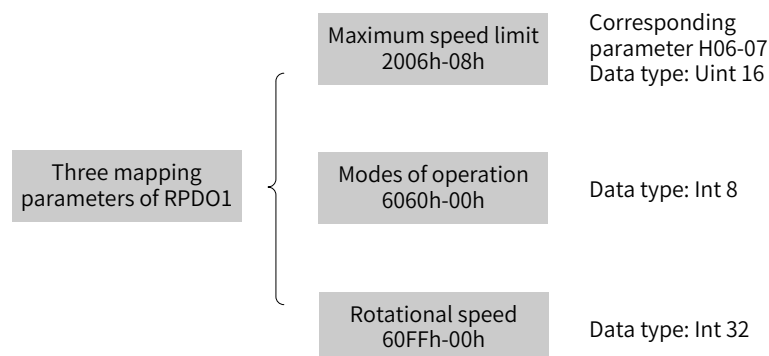 Three mapping
parameters of RPDO1
Maximum speed limit
2006h-08h
Corresponding
parameter H06-07
Data type: Uint 16
Modes of operation
6060h-00h
Data type: Int 8
Rotational speed
60FFh-00h
Data type: Int 32